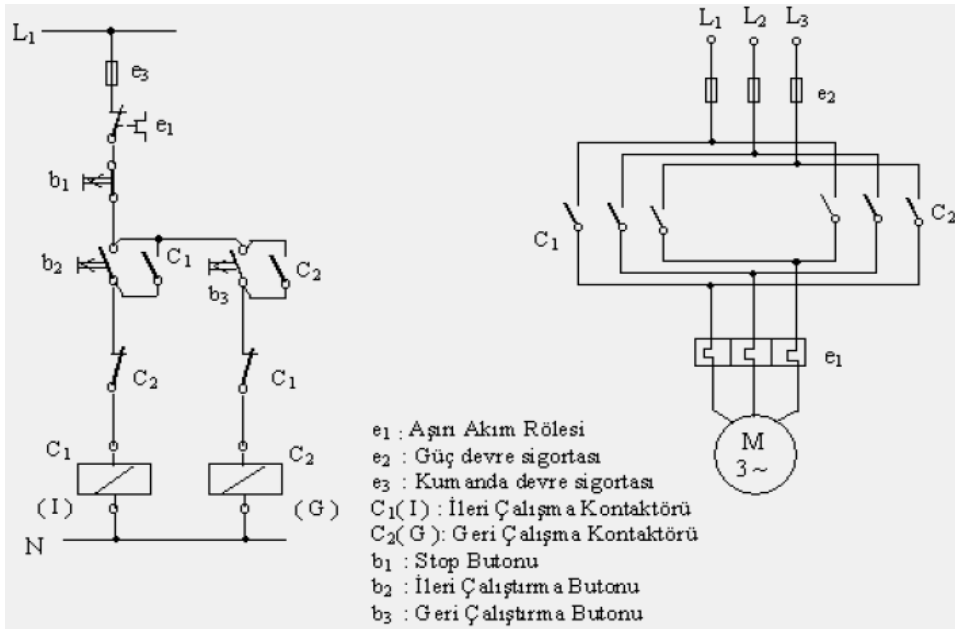 L₁
e₃
e₁
b₁
b₂
C₁
b₃
C₂
C₂
C₁
C₁
C₂
( I )
( G )
N
L₁ L₂ L₃
e₂
C₁
C₂
e₁
M
3~
e₁ : Aşırı Akım Rölesi
e₂ : Güç devre sigortası
e₃ : Kumanda devre sigortası
C₁( I ) : İleri Çalışma Kontaktörü
C₂( G ): Geri Çalışma Kontaktörü
b₁ : Stop Butonu
b₂ : İleri Çalıştırma Butonu
b₃ : Geri Çalıştırma Butonu